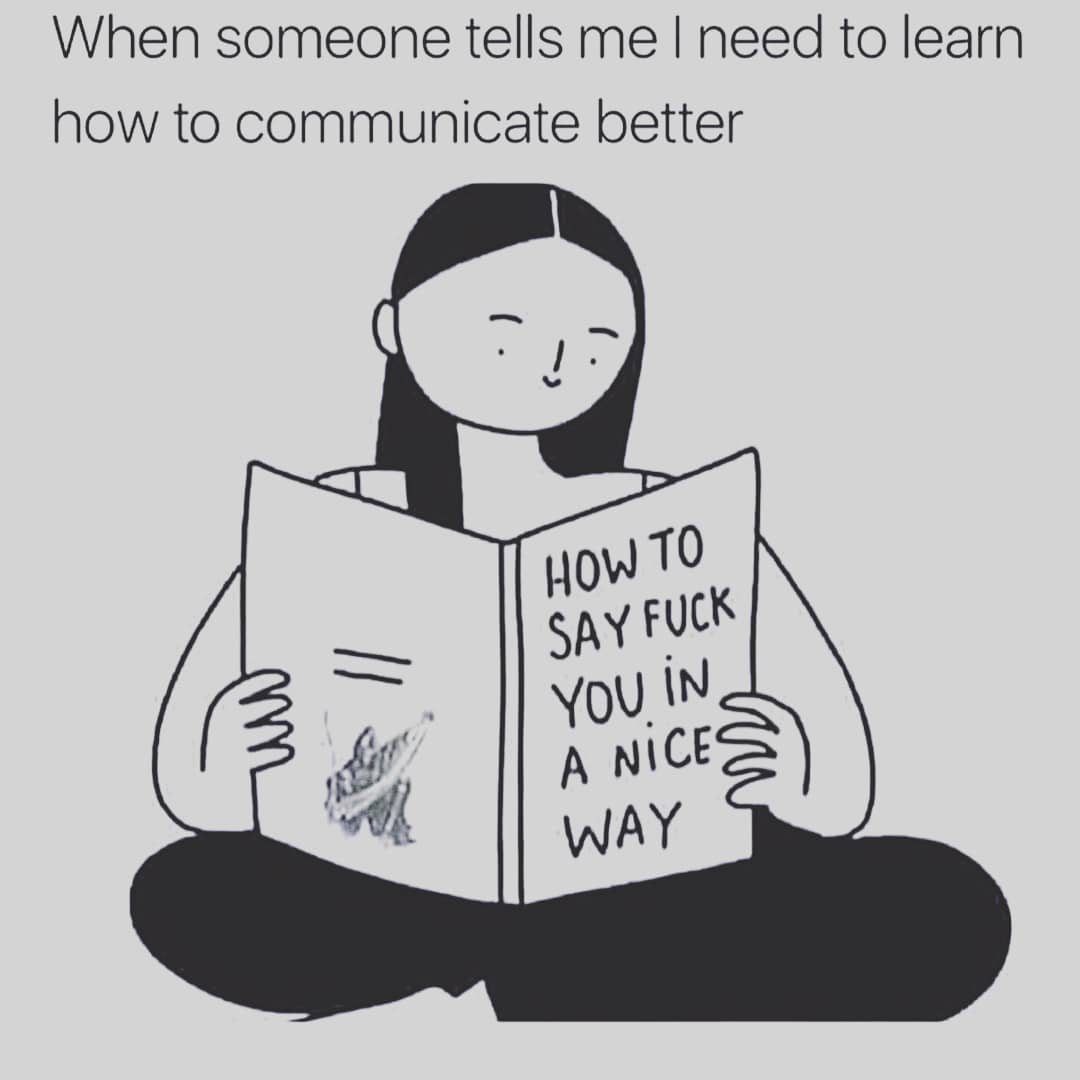 When someone tells me I need to learn
how to communicate better
HOW TO
SAY FUCK
YOU iN
A NiCE
WAY